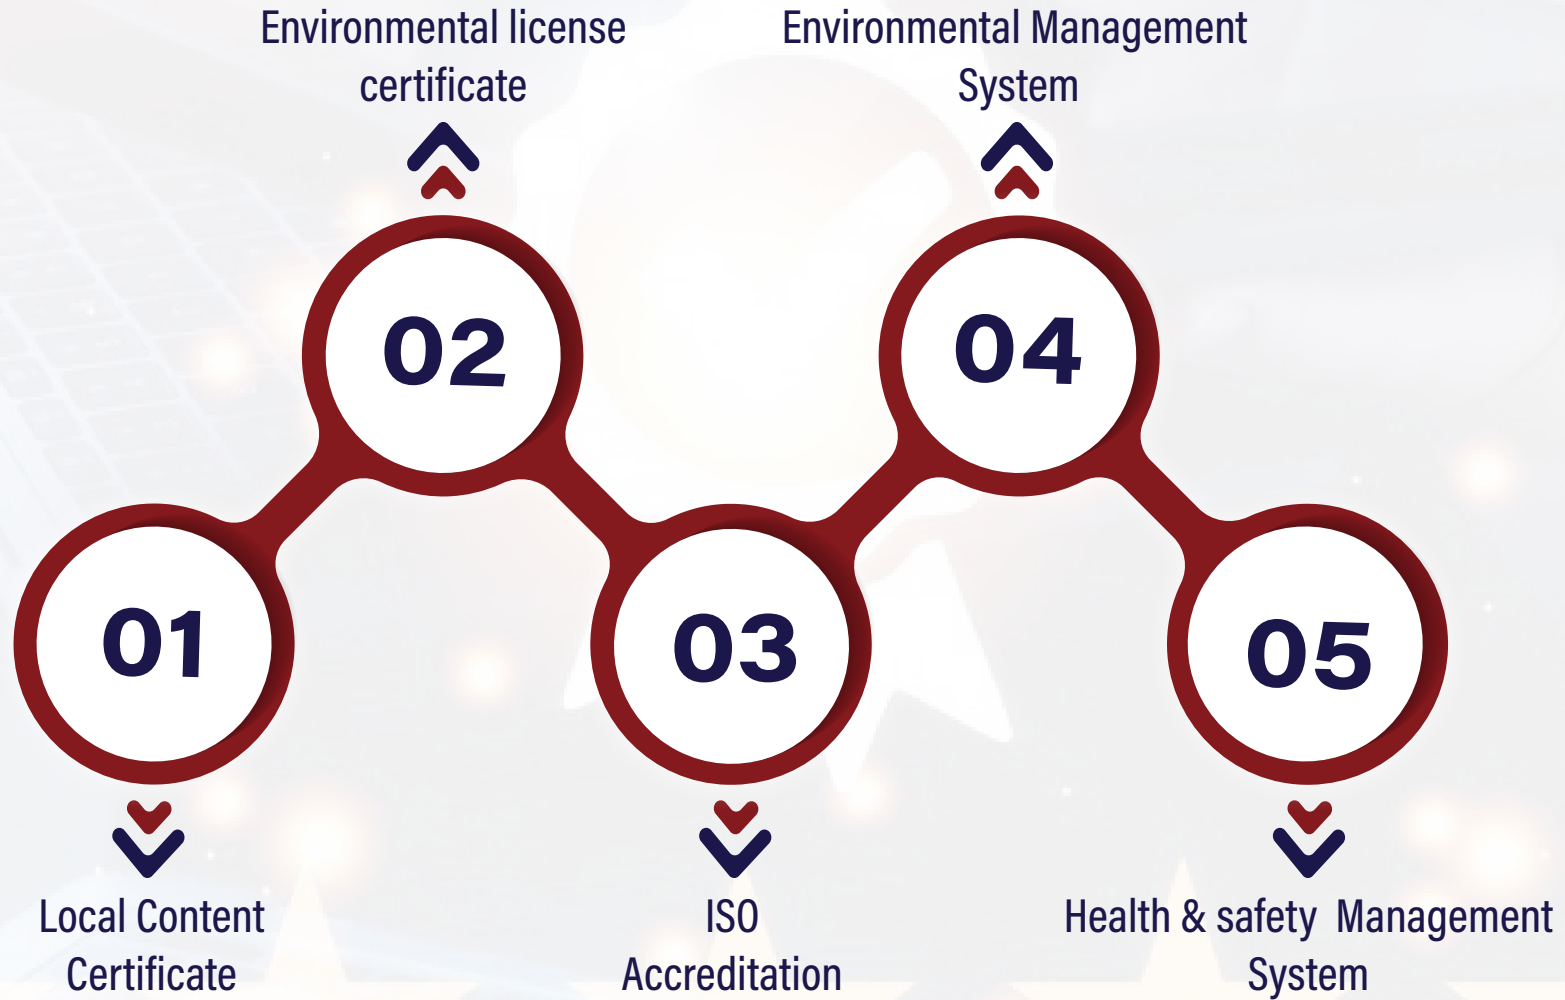 Environmental license
certificate
Environmental Management
System
02
04
01
03
05
Local Content
Certificate
ISO
Accreditation
Health & safety  Management
System